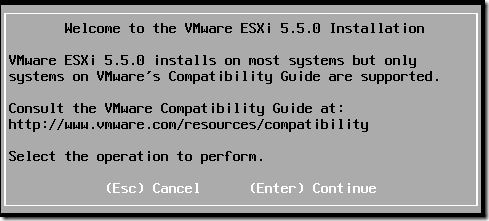 Welcome to the VMware ESXi 5.5.0 Installation
VMware ESXi 5.5.0 installs on most systems but only
systems on VMware's Compatibility Guide are supported.
Consult the VMware Compatibility Guide at:
http://www.vmware.com/resources/compatibility
Select the operation to perform.
(Esc) Cancel (Enter) Continue